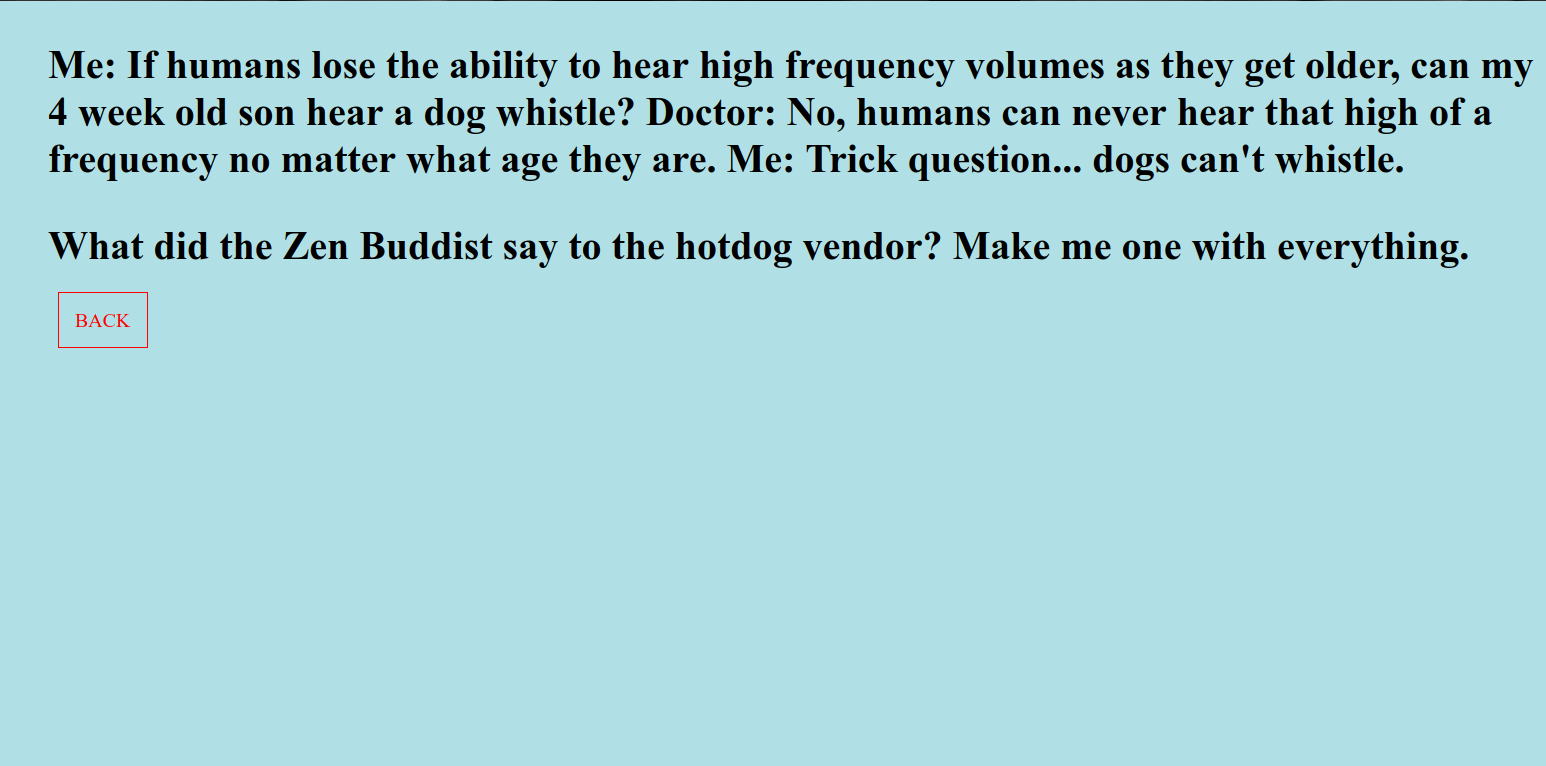 Me: If humans lose the ability to hear high frequency volumes as they get older, can my
4 week old son hear a dog whistle? Doctor: No, humans can never hear that high of a
frequency no matter what age they are. Me: Trick question... dogs can't whistle.
What did the Zen Buddist say to the hotdog vendor? Make me one with everything.
BACK